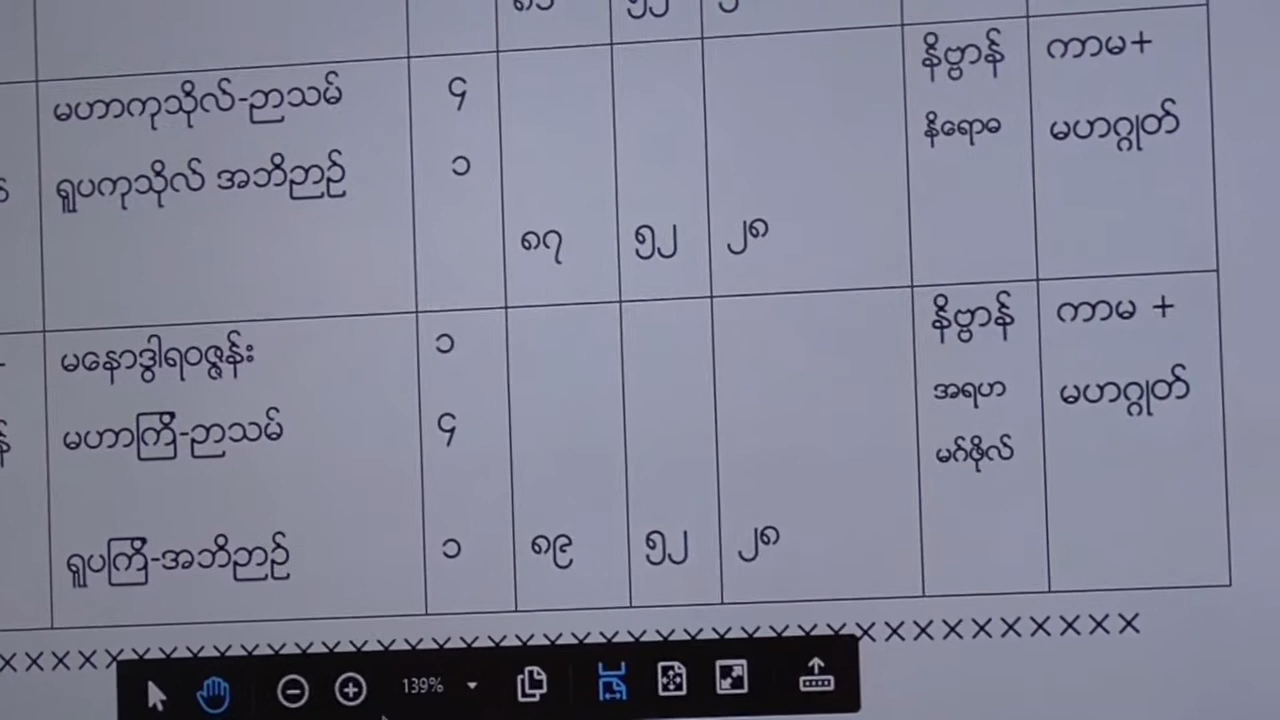 နိဗ္ဗာန် ကာမ+
မဟာကုသိုလ်-ဉာသမ် ၄
နိရောဓ မဟဂ္ဂုတ်
ရူပကုသိုလ် အဘိဉာဉ် ၁
၈၇ ၅၂ ၂၈
နိဗ္ဗာန် ကာမ +
မနောဒွါရဝဇ္ဇန်း ၁
အရဟ မဟဂ္ဂုတ်
မဟာကြိ-ဉာသမ် ၄
မဂ်ဖိုလ်
ရူပကြိ-အဘိဉာဉ် ၁ ၈၉ ၅၂ ၂၈
139%